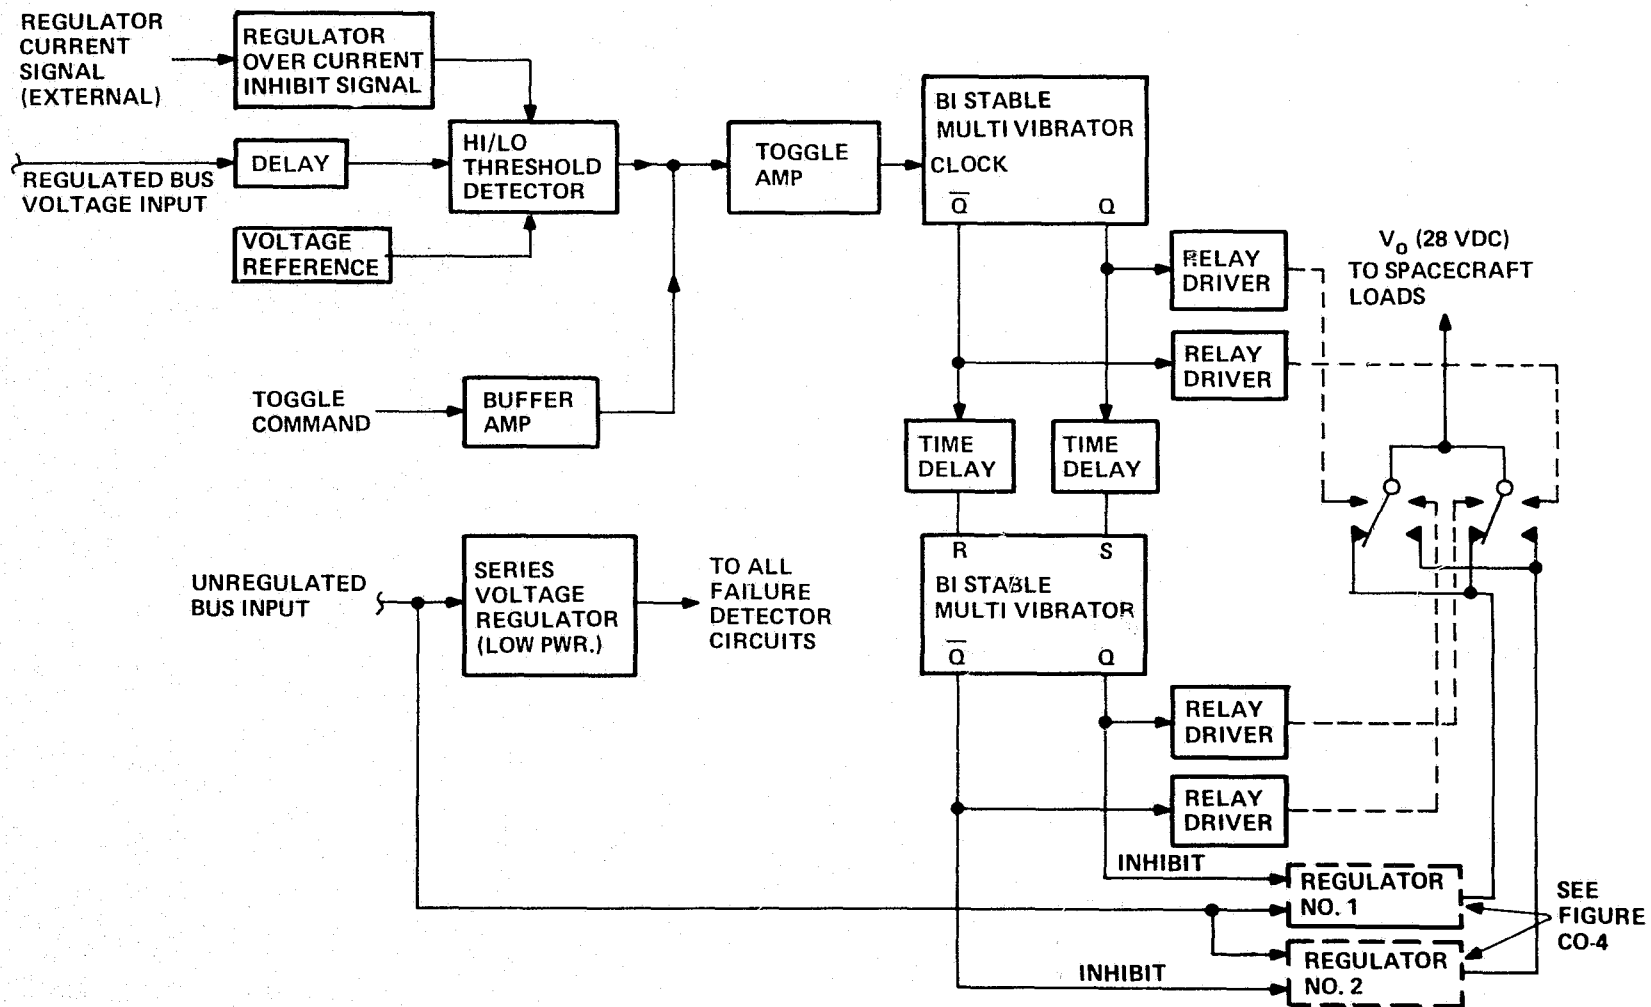 REGULATOR
CURRENT
SIGNAL
(EXTERNAL)
REGULATOR
OVER CURRENT
INHIBIT SIGNAL
REGULATED BUS
VOLTAGE INPUT
DELAY
HI/LO
THRESHOLD
DETECTOR
VOLTAGE
REFERENCE
TOGGLE
AMP
BI STABLE
MULTI VIBRATOR
CLOCK
Q̅
Q
RELAY
DRIVER
RELAY
DRIVER
V₀ (28 VDC)
TO SPACECRAFT
LOADS
TOGGLE
COMMAND
BUFFER
AMP
TIME
DELAY
TIME
DELAY
UNREGULATED
BUS INPUT
SERIES
VOLTAGE
REGULATOR
(LOW PWR.)
TO ALL
FAILURE
DETECTOR
CIRCUITS
R
S
BI STABLE
MULTI VIBRATOR
Q̅
Q
RELAY
DRIVER
RELAY
DRIVER
INHIBIT
REGULATOR
NO. 1
INHIBIT
REGULATOR
NO. 2
SEE
FIGURE
CO-4